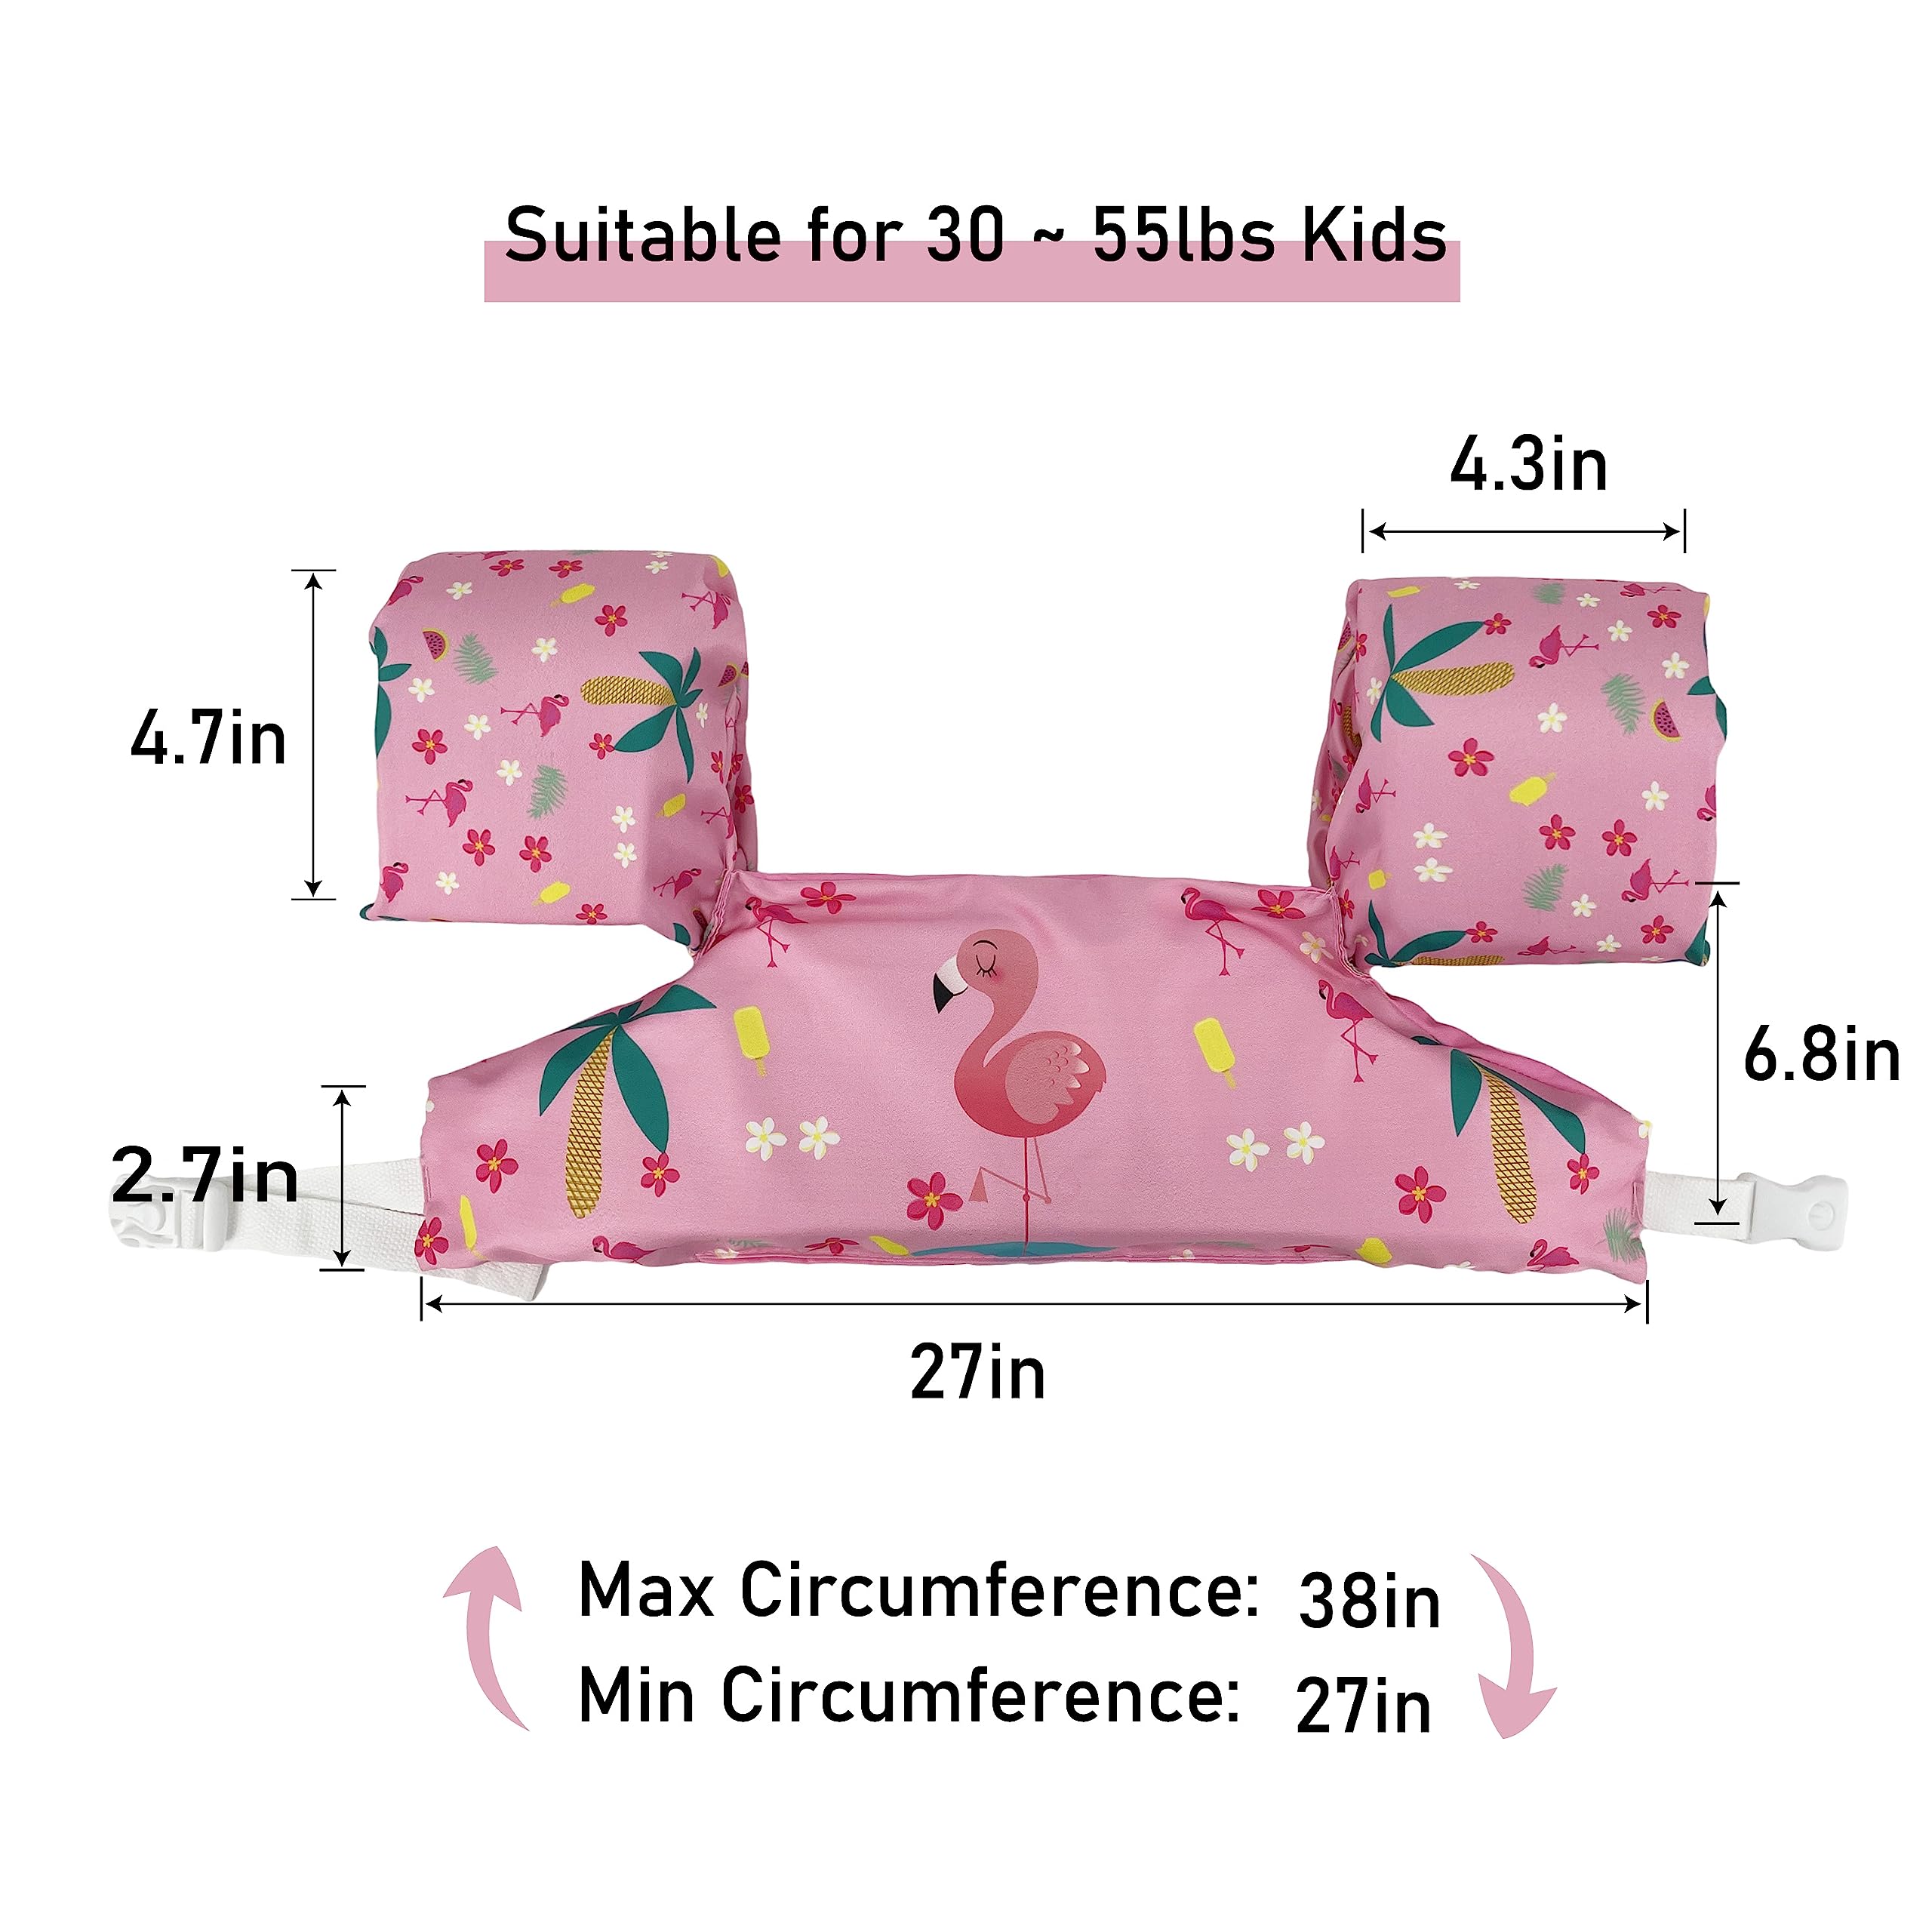 Suitable for 30 ~ 55lbs Kids
4.3in
4.7in
6.8in
2.7in
27in
Max Circumference: 38in
Min Circumference: 27in